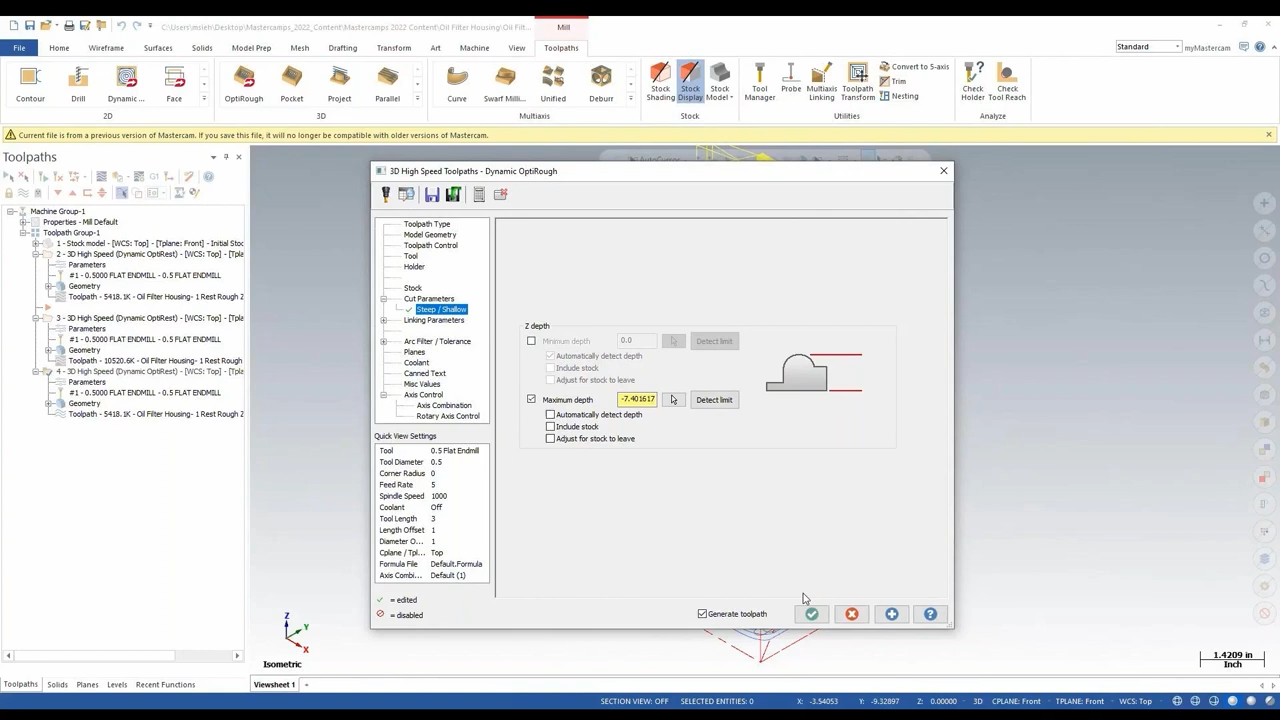 C:\Users\msieh\Desktop\Mastercamps_2022_Content\Mastercamps 2022 Content\Oil Filter Housing\Oil Filt...
Mill
File
Home
Wireframe
Surfaces
Solids
Model Prep
Mesh
Drafting
Transform
Art
Machine
View
Toolpaths
Standard
myMastercam
Contour
Drill
Dynamic ...
Face
OptiRough
Pocket
Project
Parallel
Curve
Swarf Milli...
Unified
Deburr
Stock Shading
Stock Display
Stock Model
Tool Manager
Probe
Multiaxis Linking
Toolpath Transform
Convert to 5-axis
Trim
Nesting
Check Holder
Check Tool Reach
2D
3D
Multiaxis
Stock
Utilities
Analyze
Current file is from a previous version of Mastercam. If you save this file, it will no longer be compatible with older versions of Mastercam.
Toolpaths
Machine Group-1
Properties - Mill Default
Toolpath Group-1
1 - Stock model - [WCS: Top] - [Tplane: Front] - Initial Stoc
2 - 3D High Speed (Dynamic OptiRest) - [WCS: Top] - [Tpla
Parameters
#1 - 0.5000 FLAT ENDMILL - 0.5 FLAT ENDMILL
Geometry
Toolpath - 5418.1K - Oil Filter Housing- 1 Rest Rough 2
3 - 3D High Speed (Dynamic OptiRest) - [WCS: Top] - [Tpla
Parameters
#1 - 0.5000 FLAT ENDMILL - 0.5 FLAT ENDMILL
Geometry
Toolpath - 10520.6K - Oil Filter Housing- 1 Rest Rough
4 - 3D High Speed (Dynamic OptiRest) - [WCS: Top] - [Tpla
Parameters
#1 - 0.5000 FLAT ENDMILL - 0.5 FLAT ENDMILL
Geometry
Toolpath - 5418.1K - Oil Filter Housing- 1 Rest Rough 2
3D High Speed Toolpaths - Dynamic OptiRough
Toolpath Type
Model Geometry
Toolpath Control
Tool
Holder
Stock
Cut Parameters
Steep / Shallow
Linking Parameters
Arc Filter / Tolerance
Planes
Coolant
Canned Text
Misc Values
Axis Control
Axis Combination
Rotary Axis Control
Quick View Settings
Tool 0.5 Flat Endmill
Tool Diameter 0.5
Corner Radius 0
Feed Rate 5
Spindle Speed 1000
Coolant Off
Tool Length 3
Length Offset 1
Diameter O... 1
Cplane / Tpl... Top
Formula File Default.Formula
Axis Combi... Default (1)
= edited
= disabled
Z depth
Minimum depth 0.0 Detect limit
Automatically detect depth
Include stock
Adjust for stock to leave
Maximum depth -7.401617 Detect limit
Automatically detect depth
Include stock
Adjust for stock to leave
Generate toolpath
Z
Y
X
Isometric
1.4209 in
Inch
Toolpaths
Solids
Planes
Levels
Recent Functions
Viewsheet 1
SECTION VIEW: OFF
SELECTED ENTITIES: 0
X: -3.54053
Y: -9.32897
Z: 0.00000
3D
CPLANE: Front
TPLANE: Front
WCS: Top